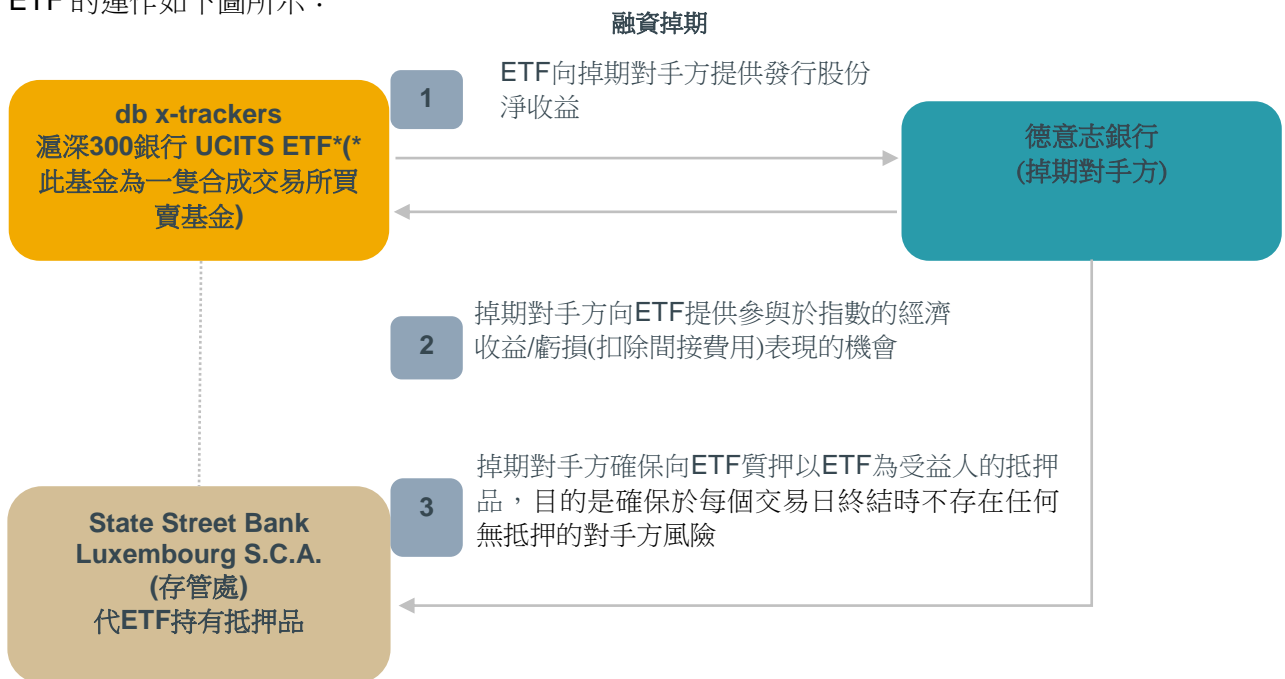 ETF 的運作如下圖所示：
融資掉期
1
ETF向掉期對手方提供發行股份
淨收益
db x-trackers
滬深300銀行 UCITS ETF*(*
此基金為一隻合成交易所買
賣基金)
德意志銀行
(掉期對手方)
2
掉期對手方向ETF提供參與於指數的經濟
收益/虧損(扣除間接費用)表現的機會
3
掉期對手方確保向ETF質押以ETF為受益人的抵押
品，目的是確保於每個交易日終結時不存在任何
無抵押的對手方風險
State Street Bank
Luxembourg S.C.A.
(存管處)
代ETF持有抵押品